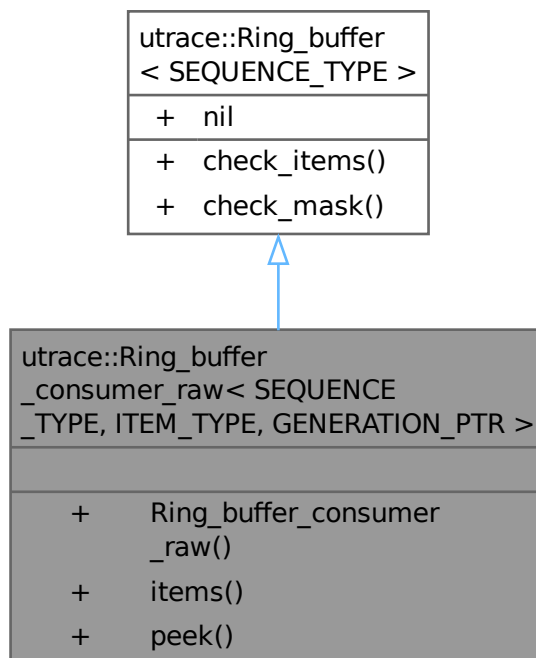 utrace::Ring_buffer
< SEQUENCE_TYPE >
+ nil
+ check_items()
+ check_mask()
utrace::Ring_buffer
_consumer_raw< SEQUENCE
_TYPE, ITEM_TYPE, GENERATION_PTR >
+ Ring_buffer_consumer
_raw()
+ items()
+ peek()